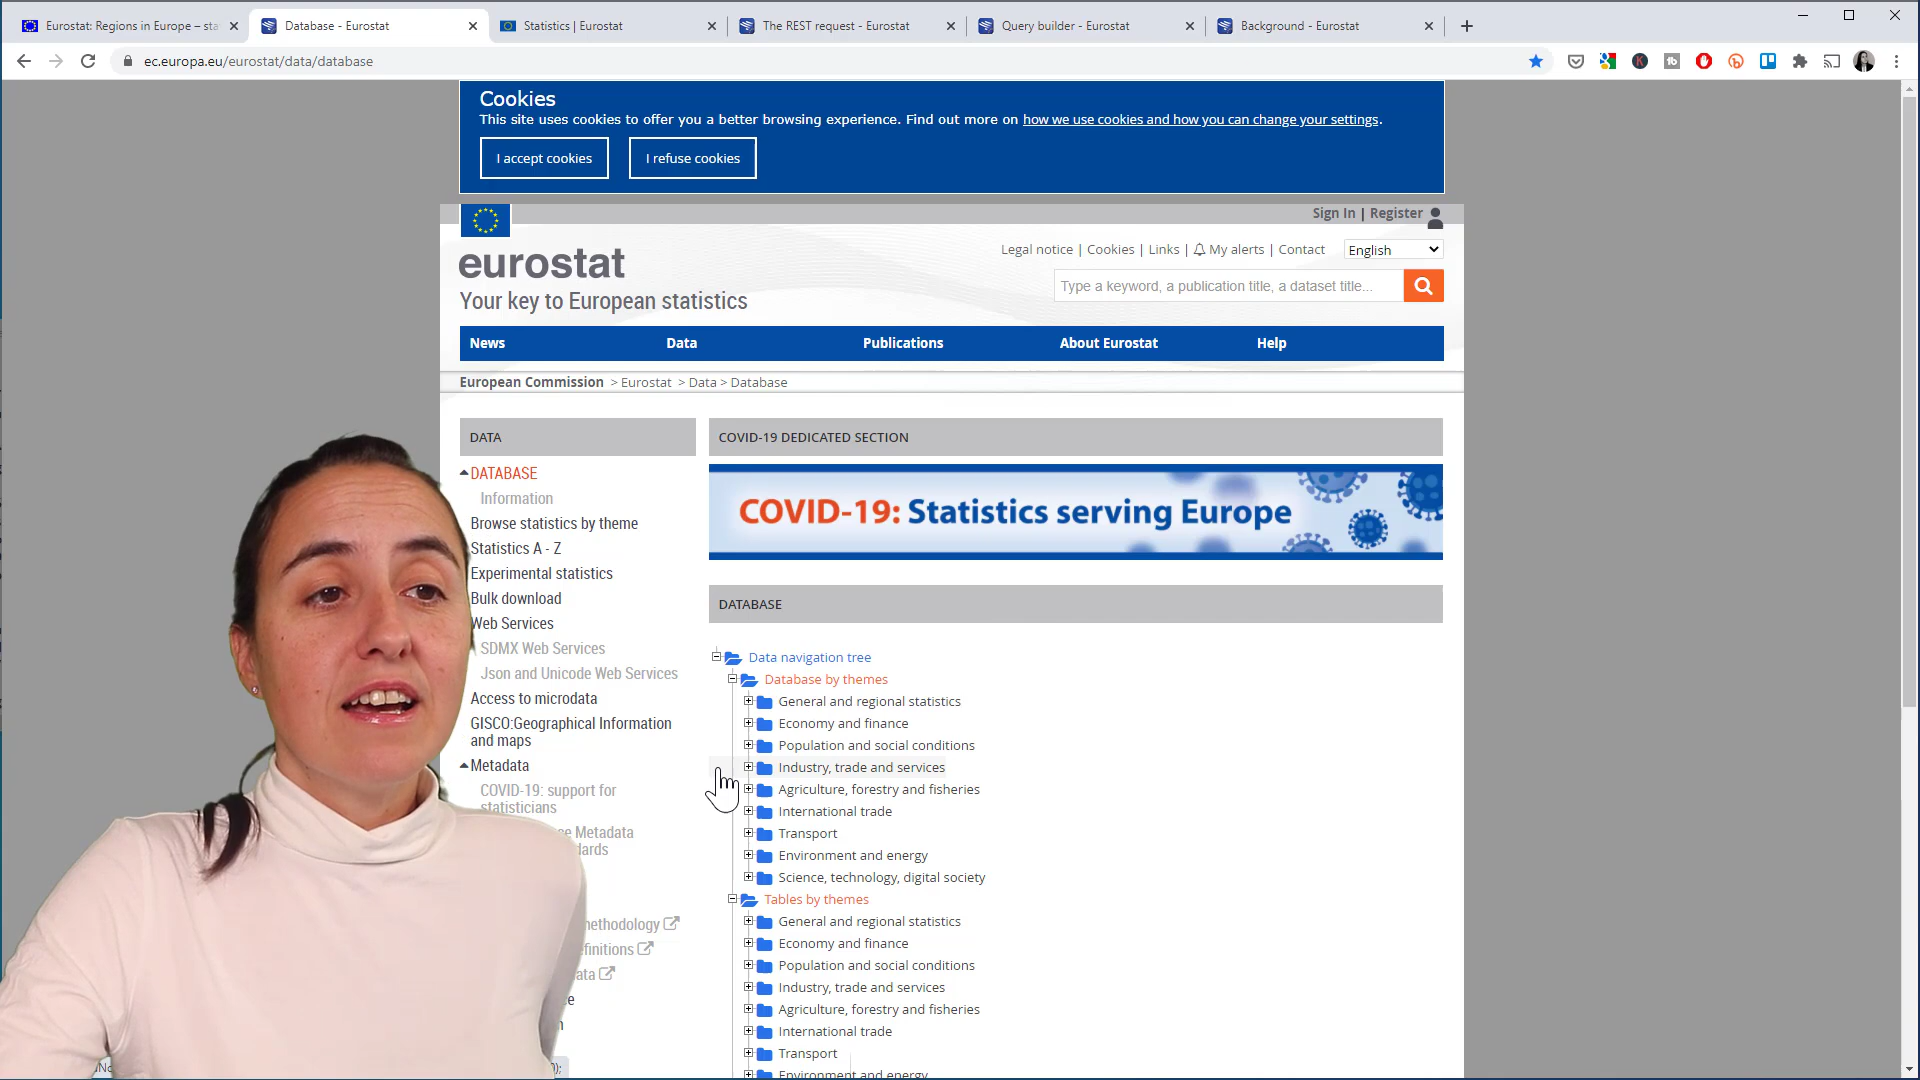 Eurostat: Regions in Europe – sta
Database - Eurostat
Statistics | Eurostat
The REST request - Eurostat
Query builder - Eurostat
Background - Eurostat
ec.europa.eu/eurostat/data/database
Cookies
This site uses cookies to offer you a better browsing experience. Find out more on how we use cookies and how you can change your settings.
I accept cookies
I refuse cookies
Sign In | Register
Legal notice | Cookies | Links | My alerts | Contact
English
eurostat
Your key to European statistics
Type a keyword, a publication title, a dataset title...
News
Data
Publications
About Eurostat
Help
European Commission > Eurostat > Data > Database
DATA
DATABASE
Information
Browse statistics by theme
Statistics A - Z
Experimental statistics
Bulk download
Web Services
SDMX Web Services
Json and Unicode Web Services
Access to microdata
GISCO:Geographical Information
and maps
Metadata
COVID-19: support for
statisticians
Metadata
COVID-19 DEDICATED SECTION
COVID-19: Statistics serving Europe
DATABASE
Data navigation tree
Database by themes
General and regional statistics
Economy and finance
Population and social conditions
Industry, trade and services
Agriculture, forestry and fisheries
International trade
Transport
Environment and energy
Science, technology, digital society
Tables by themes
General and regional statistics
Economy and finance
Population and social conditions
Industry, trade and services
Agriculture, forestry and fisheries
International trade
Transport
Environment and energy